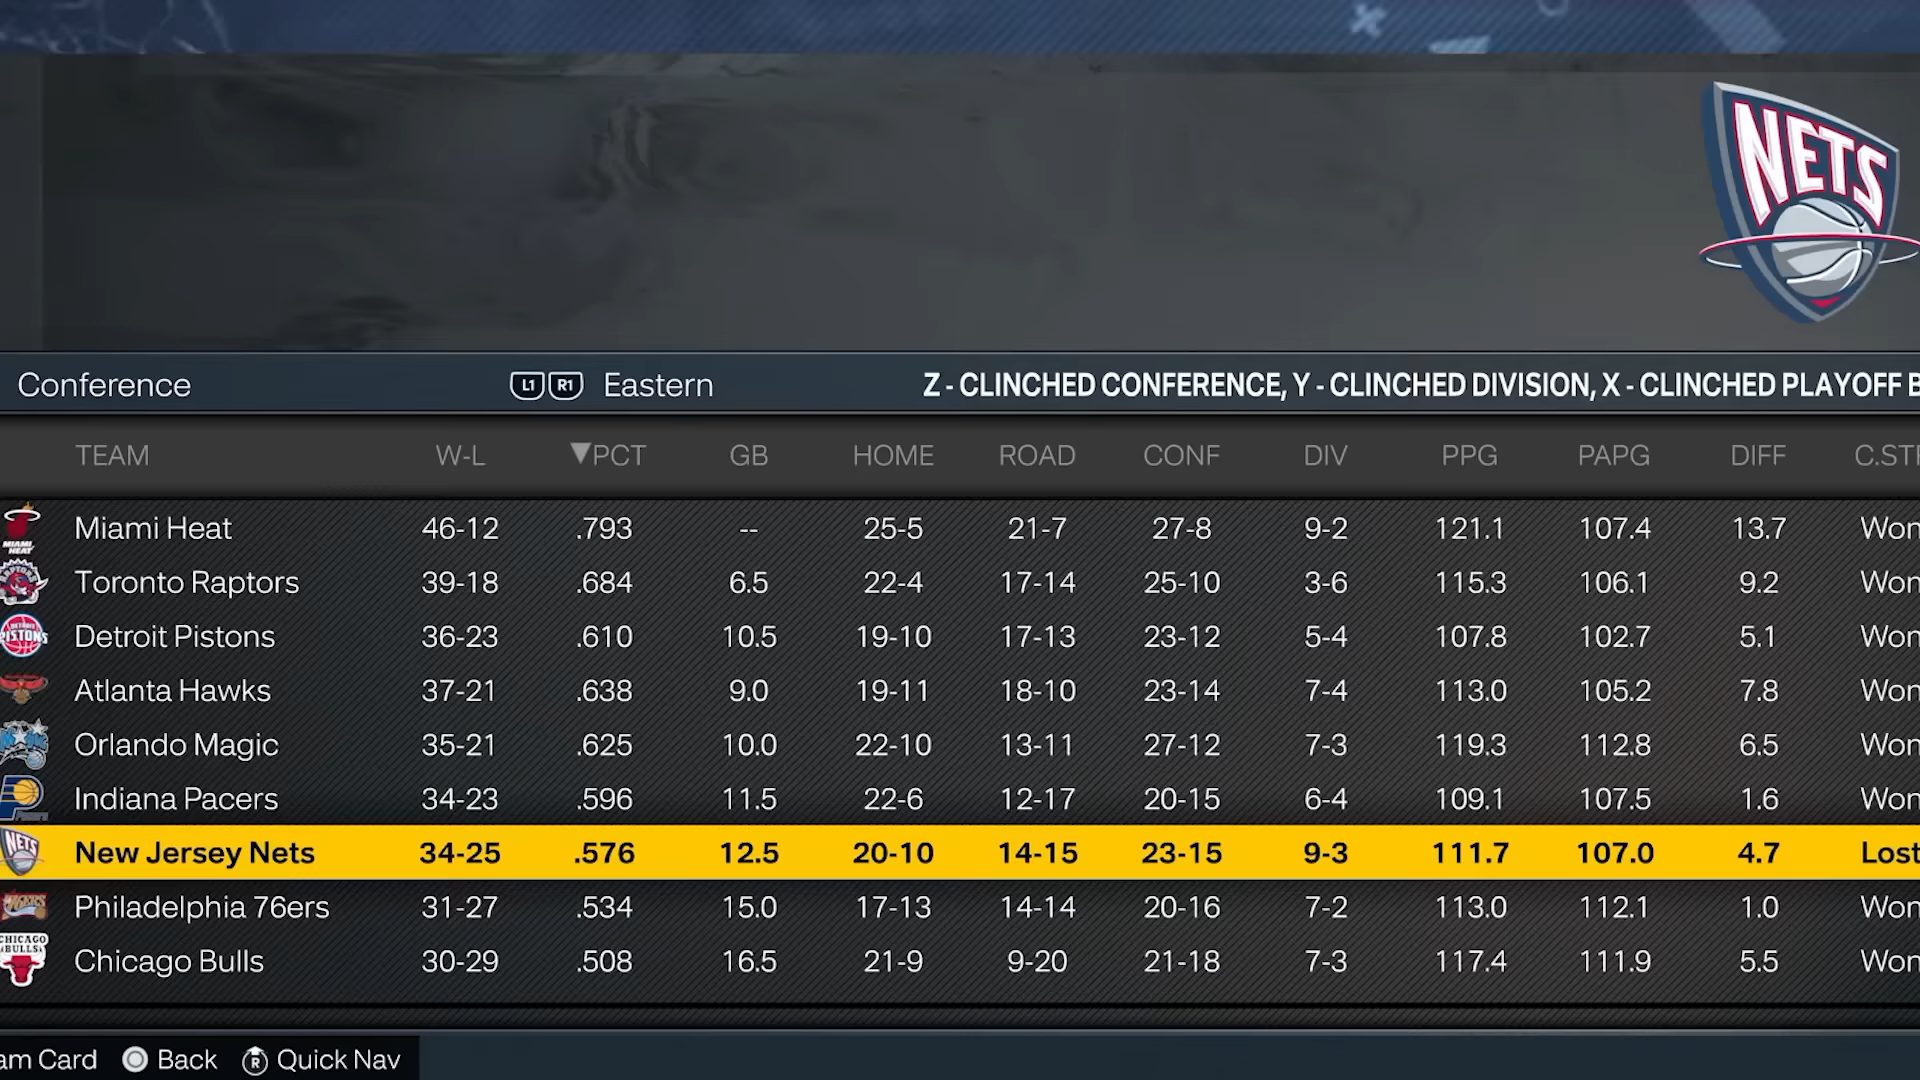 NETS
Conference L1 R1 Eastern Z - CLINCHED CONFERENCE, Y - CLINCHED DIVISION, X - CLINCHED PLAYOFF B
TEAM W-L ▼PCT GB HOME ROAD CONF DIV PPG PAPG DIFF C.STR
MIAMI HEAT Miami Heat 46-12 .793 -- 25-5 21-7 27-8 9-2 121.1 107.4 13.7 Won
RAPTORS Toronto Raptors 39-18 .684 6.5 22-4 17-14 25-10 3-6 115.3 106.1 9.2 Won
PISTONS Detroit Pistons 36-23 .610 10.5 19-10 17-13 23-12 5-4 107.8 102.7 5.1 Won
Atlanta Hawks 37-21 .638 9.0 19-11 18-10 23-14 7-4 113.0 105.2 7.8 Won
Orlando Magic 35-21 .625 10.0 22-10 13-11 27-12 7-3 119.3 112.8 6.5 Won
Indiana Pacers 34-23 .596 11.5 22-6 12-17 20-15 6-4 109.1 107.5 1.6 Won
NETS New Jersey Nets 34-25 .576 12.5 20-10 14-15 23-15 9-3 111.7 107.0 4.7 Lost
Philadelphia 76ers 31-27 .534 15.0 17-13 14-14 20-16 7-2 113.0 112.1 1.0 Won
CHICAGO BULLS Chicago Bulls 30-29 .508 16.5 21-9 9-20 21-18 7-3 117.4 111.9 5.5 Won
am Card Back R Quick Nav